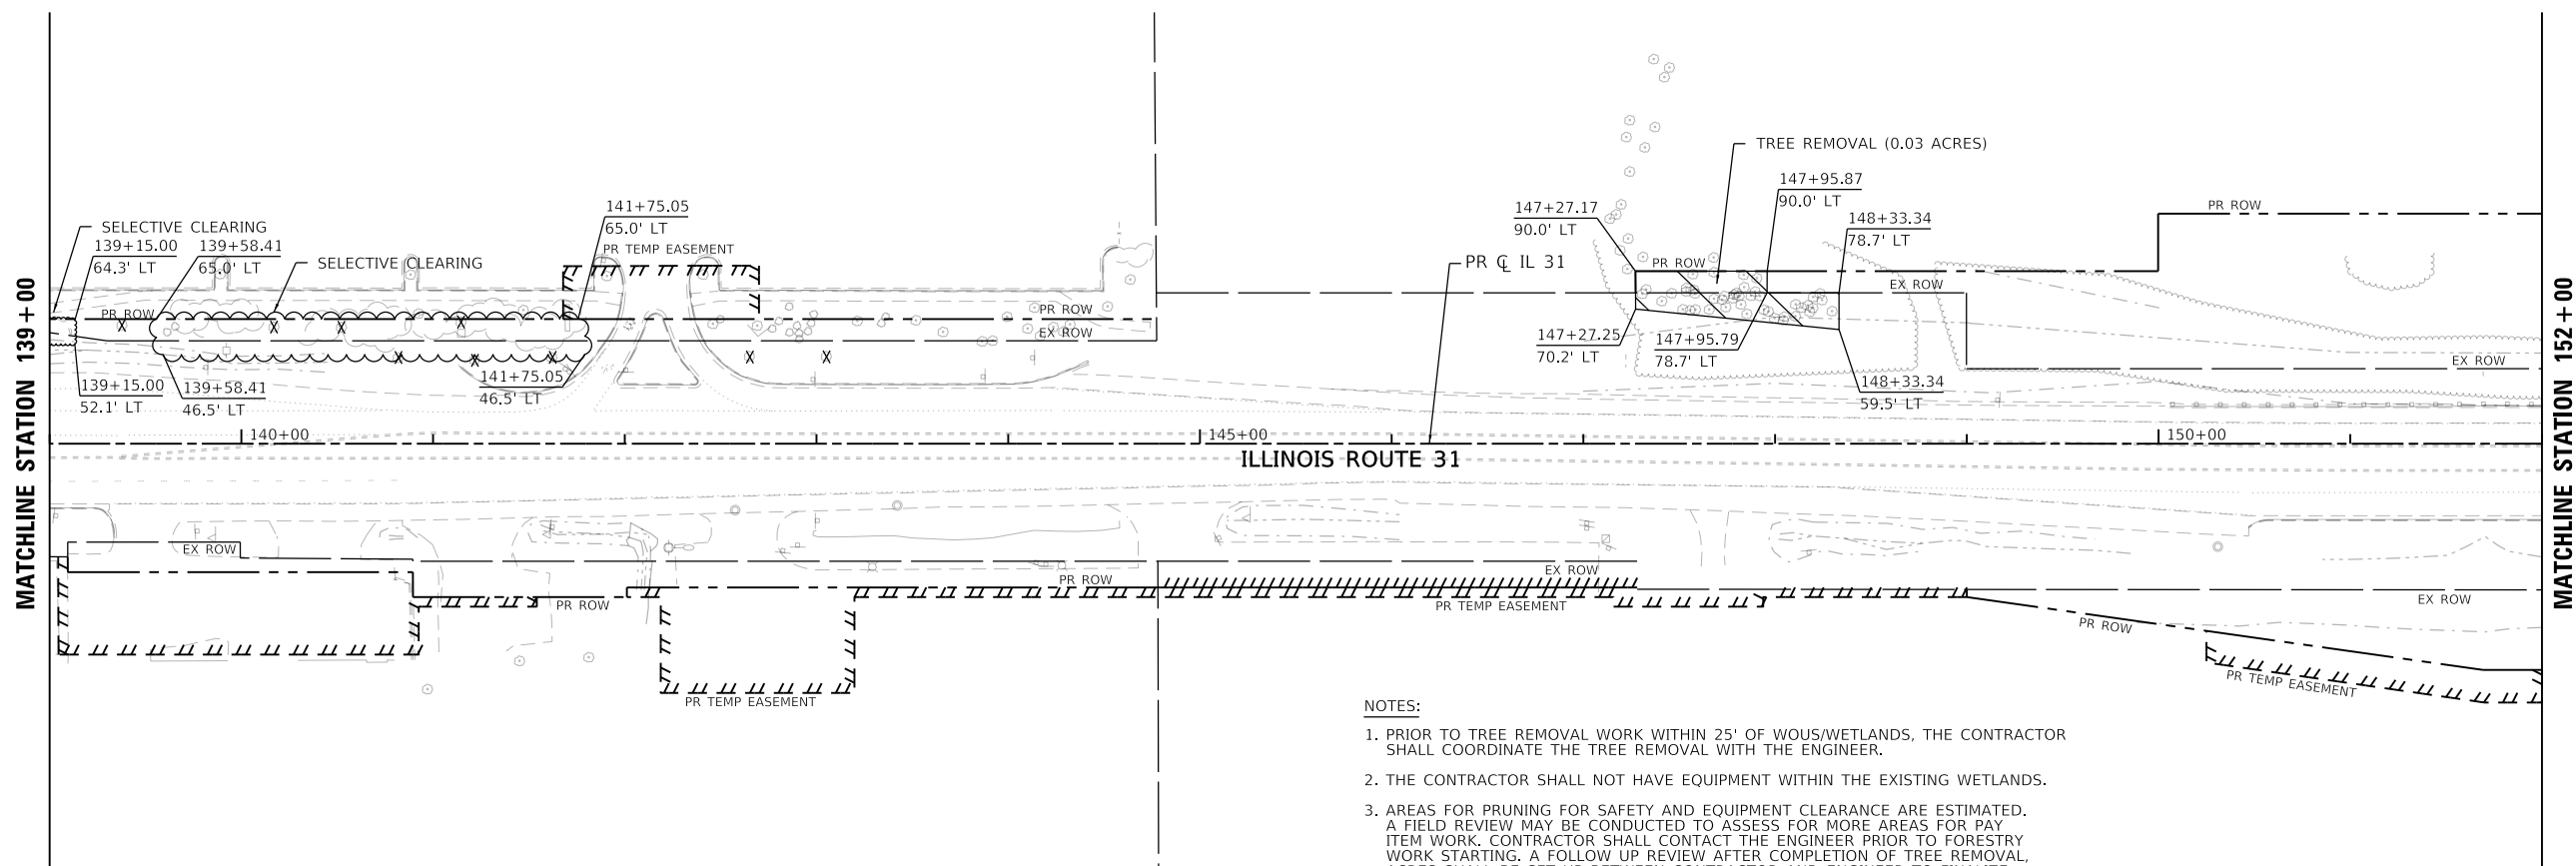 MATCHLINE STATION 139+00
SELECTIVE CLEARING
139+15.00
64.3' LT
139+58.41
65.0' LT
SELECTIVE CLEARING
141+75.05
65.0' LT
PR TEMP EASEMENT
PR ROW
139+15.00
52.1' LT
139+58.41
46.5' LT
141+75.05
46.5' LT
PR ROW
EX ROW
TREE REMOVAL (0.03 ACRES)
147+27.17
90.0' LT
147+95.87
90.0' LT
148+33.34
78.7' LT
PR ROW
PR ℄ IL 31
PR ROW
EX ROW
147+27.25
70.2' LT
147+95.79
78.7' LT
148+33.34
59.5' LT
EX ROW
140+00
145+00
150+00
ILLINOIS ROUTE 31
EX ROW
PR ROW
PR ROW
EX ROW
PR TEMP EASEMENT
PR TEMP EASEMENT
EX ROW
PR ROW
PR TEMP EASEMENT
MATCHLINE STATION 152+00
NOTES:
1. PRIOR TO TREE REMOVAL WORK WITHIN 25' OF WOUS/WETLANDS, THE CONTRACTOR
SHALL COORDINATE THE TREE REMOVAL WITH THE ENGINEER.
2. THE CONTRACTOR SHALL NOT HAVE EQUIPMENT WITHIN THE EXISTING WETLANDS.
3. AREAS FOR PRUNING FOR SAFETY AND EQUIPMENT CLEARANCE ARE ESTIMATED.
A FIELD REVIEW MAY BE CONDUCTED TO ASSESS FOR MORE AREAS FOR PAY
ITEM WORK. CONTRACTOR SHALL CONTACT THE ENGINEER PRIOR TO FORESTRY
WORK STARTING. A FOLLOW UP REVIEW AFTER COMPLETION OF TREE REMOVAL,